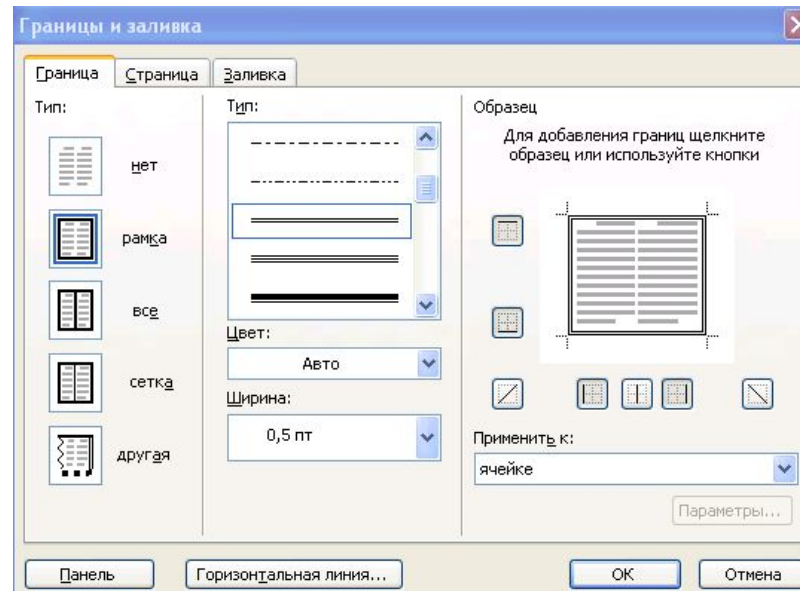 Границы и заливка
Граница
Страница
Заливка
Тип:
нет
рамка
все
сетка
другая
Тип:
Цвет:
Авто
Ширина:
0,5 пт
Образец
Для добавления границ щелкните
образец или используйте кнопки
Применить к:
ячейке
Параметры...
Панель
Горизонтальная линия...
ОК
Отмена